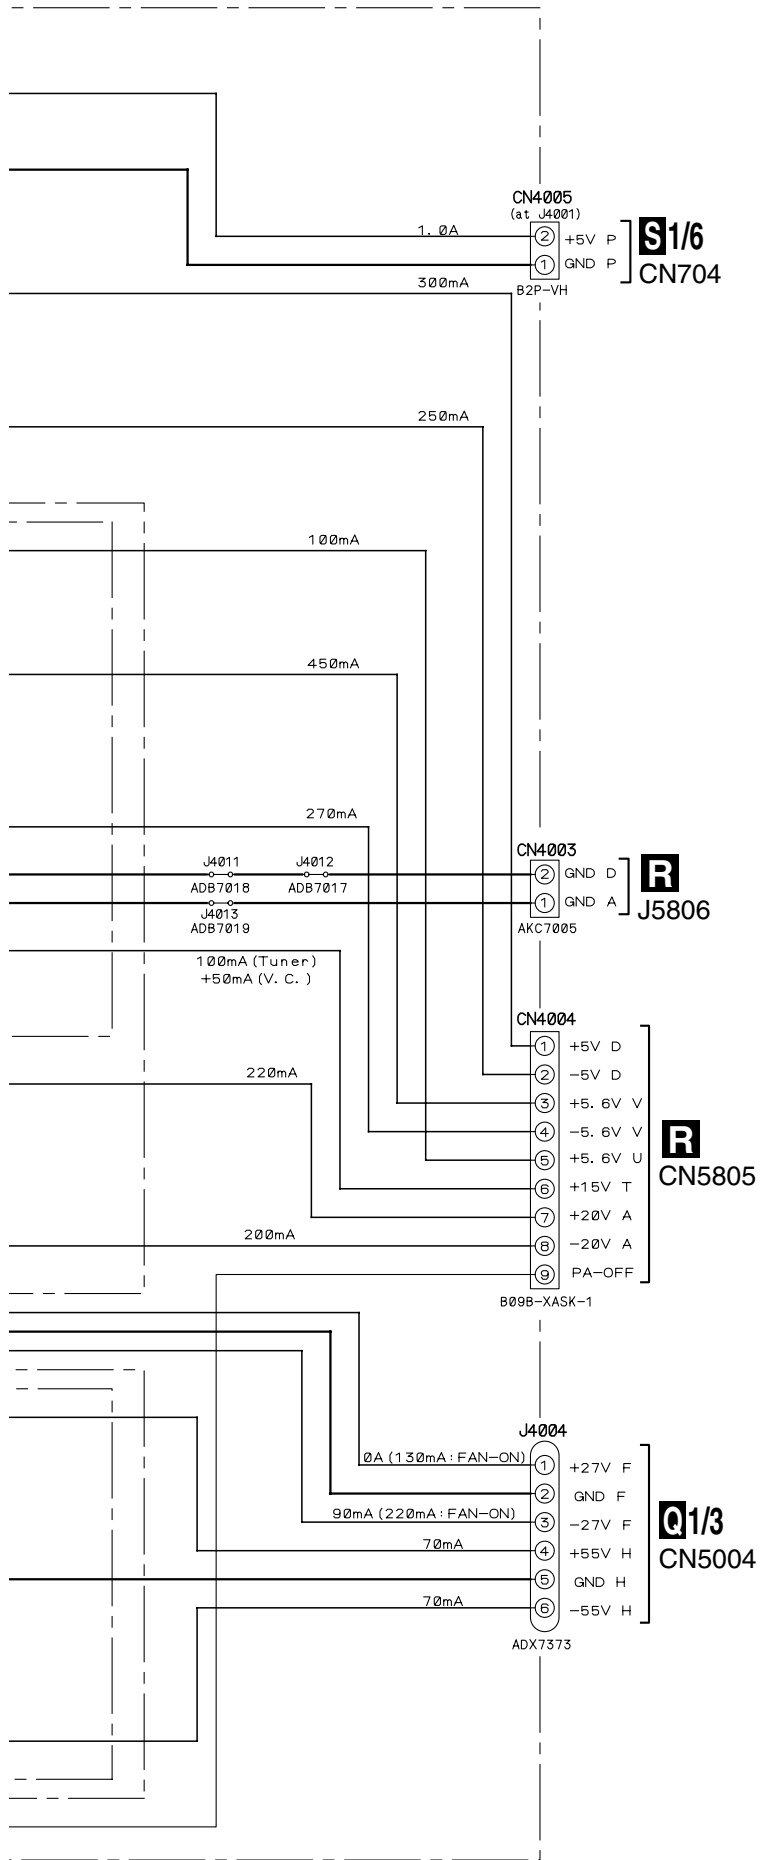 CN4005
(at J4001)
1.0A
2 +5V P
1 GND P
S 1/6
CN704
B2P-VH
300mA
250mA
100mA
450mA
270mA
CN4003
J4011
J4012
2 GND D
R
ADB7018
ADB7017
1 GND A
J5806
J4013
ADB7019
AKC7005
100mA (Tuner)
+50mA (V.C.)
CN4004
1 +5V D
2 -5V D
220mA
3 +5.6V V
4 -5.6V V
R
5 +5.6V U
CN5805
6 +15V T
7 +20V A
200mA
8 -20V A
9 PA-OFF
B09B-XASK-1
J4004
0A (130mA:FAN-ON)
1 +27V F
2 GND F
90mA (220mA:FAN-ON)
3 -27V F
Q 1/3
70mA
4 +55V H
CN5004
5 GND H
70mA
6 -55V H
ADX7373